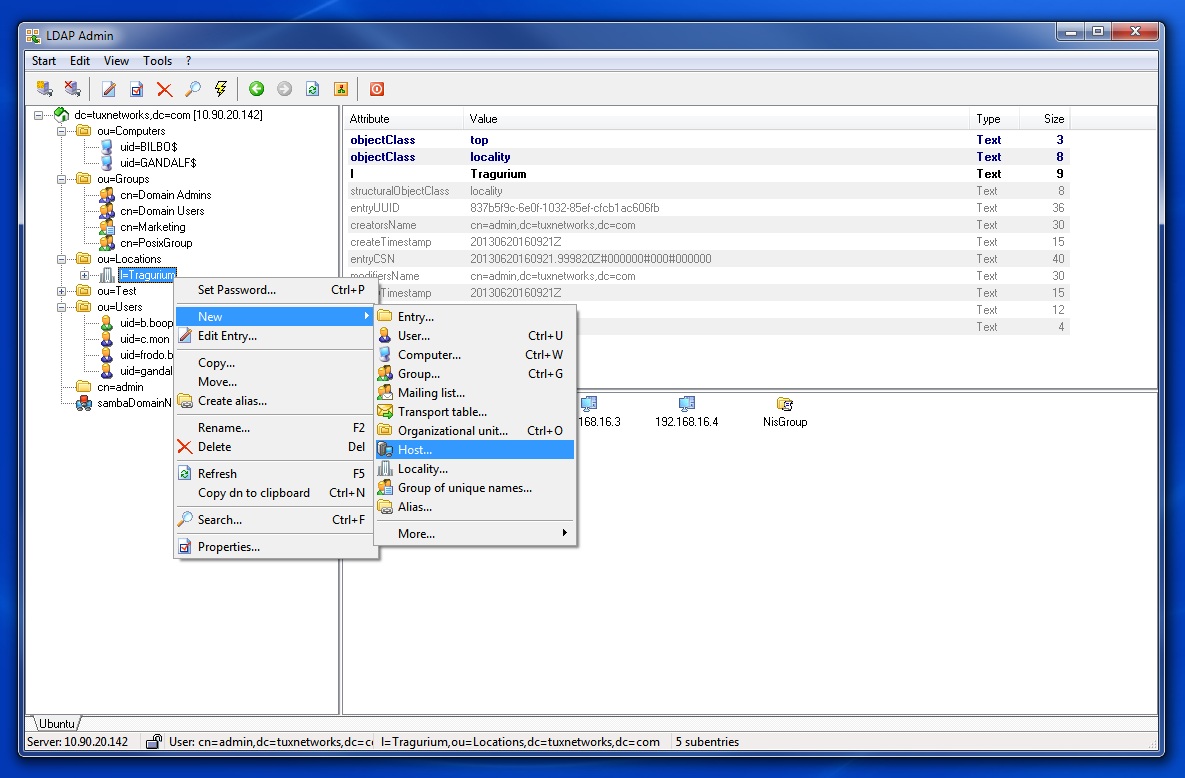 LDAP Admin
Start Edit View Tools ?
dc=tuxnetworks,dc=com [10.90.20.142]
ou=Computers
uid=BILBO$
uid=GANDALF$
ou=Groups
cn=Domain Admins
cn=Domain Users
cn=Marketing
cn=PosixGroup
ou=Locations
l=Tragurium
ou=Test
ou=Users
uid=b.boop
uid=c.mon
uid=frodo.b
uid=gandal
cn=admin
sambaDomainN
Attribute Value Type Size
objectClass top Text 3
objectClass locality Text 8
l Tragurium Text 9
structuralObjectClass locality Text 8
entryUUID 837b5f9c-6e0f-1032-85ef-cfcb1ac606fb Text 36
creatorsName cn=admin,dc=tuxnetworks,dc=com Text 30
createTimestamp 20130620160921Z Text 15
entryCSN 20130620160921.999820Z#000000#000#000000 Text 40
modifiersName cn=admin,dc=tuxnetworks,dc=com Text 30
Timestamp 20130620160921Z Text 15
Text 12
Text 4
Set Password... Ctrl+P
New
Edit Entry...
Copy...
Move...
Create alias...
Rename... F2
Delete Del
Refresh F5
Copy dn to clipboard Ctrl+N
Search... Ctrl+F
Properties...
Entry...
User... Ctrl+U
Computer... Ctrl+W
Group... Ctrl+G
Mailing list...
Transport table...
Organizational unit... Ctrl+O
Host...
Locality...
Group of unique names...
Alias...
More...
168.16.3 192.168.16.4 NisGroup
Ubuntu
Server: 10.90.20.142 User: cn=admin,dc=tuxnetworks,dc=c l=Tragurium,ou=Locations,dc=tuxnetworks,dc=com 5 subentries